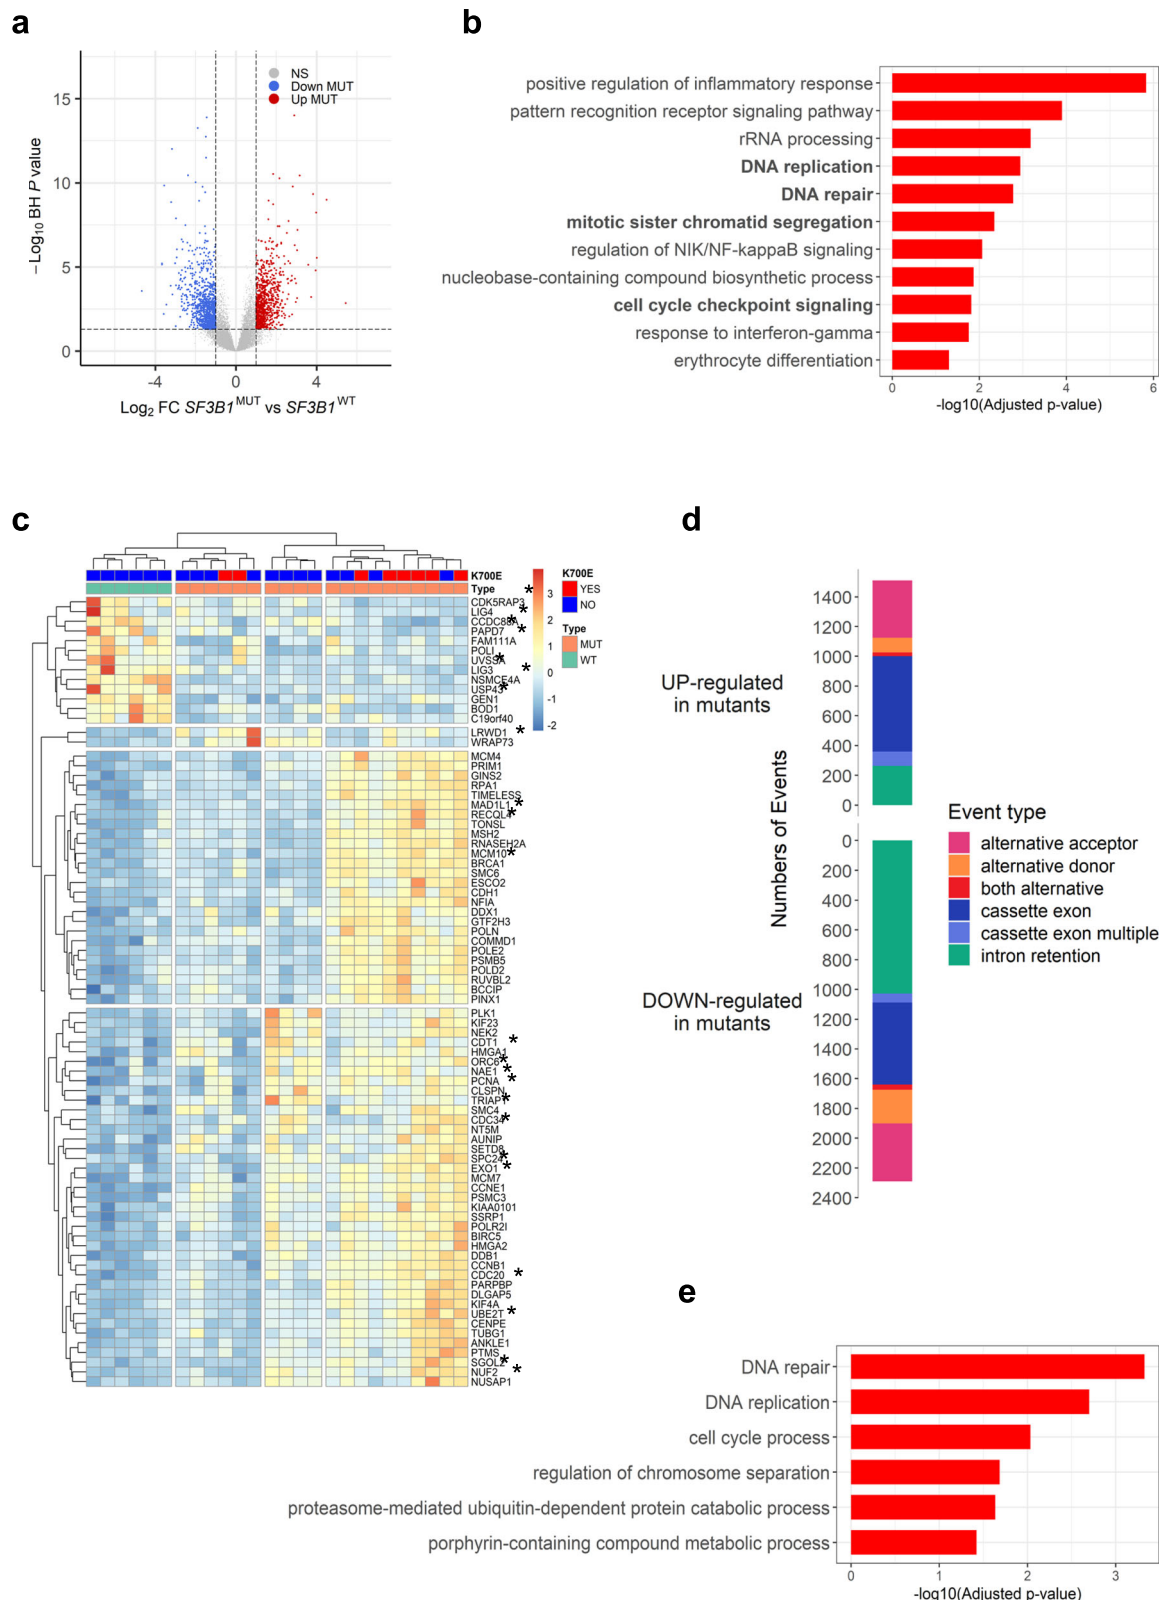 a
NS
Down MUT
Up MUT
15
10
5
0
−Log10 BH P value
-4
0
4
Log2 FC SF3B1MUT vs SF3B1WT
b
positive regulation of inflammatory response
pattern recognition receptor signaling pathway
rRNA processing
DNA replication
DNA repair
mitotic sister chromatid segregation
regulation of NIK/NF-kappaB signaling
nucleobase-containing compound biosynthetic process
cell cycle checkpoint signaling
response to interferon-gamma
erythrocyte differentiation
0
2
4
6
-log10(Adjusted p-value)
c
K700E
Type
*
CDK5RAP3
LIG4 *
CCDC88A *
PAPD7 *
FAM111A
POLI
UVSSA *
LIG3 *
NSMCE4A
USP43 *
GEN1
BOD1
C19orf40
LRWD1 *
WRAP73
MCM4
PRIM1
GINS2
RPA1
TIMELESS
MAD1L1 *
RECQL4 *
TONSL
MSH2
RNASEH2A
MCM10 *
BRCA1
SMC6
ESCO2
CDH1
NFIA
DDX1
GTF2H3
POLN
COMMD1
POLE2
PSMB5
POLD2
RUVBL2
BCCIP
PINX1
PLK1
KIF23
NEK2
CDT1 *
HMGA1
ORC6 *
NAE1 *
PCNA *
CLSPN
TRIAP1 *
SMC4
CDC34 *
NT5M
AUNIP
SETD8
SPC24 *
EXO1 *
MCM7
CCNE1
PSMC3
KIAA0101
SSRP1
POLR2I
BIRC5
HMGA2
DDB1
CCNB1
CDC20 *
PARPBP
DLGAP5
KIF4A
UBE2T *
CENPE
TUBG1
ANKLE1
PTMS
SGOL2 *
NUF2 *
NUSAP1
3
2
1
0
-1
-2
K700E
YES
NO
Type
MUT
WT
d
UP-regulated
in mutants
DOWN-regulated
in mutants
Numbers of Events
1400
1200
1000
800
600
400
200
0
0
200
400
600
800
1000
1200
1400
1600
1800
2000
2200
2400
Event type
alternative acceptor
alternative donor
both alternative
cassette exon
cassette exon multiple
intron retention
e
DNA repair
DNA replication
cell cycle process
regulation of chromosome separation
proteasome-mediated ubiquitin-dependent protein catabolic process
porphyrin-containing compound metabolic process
0
1
2
3
-log10(Adjusted p-value)